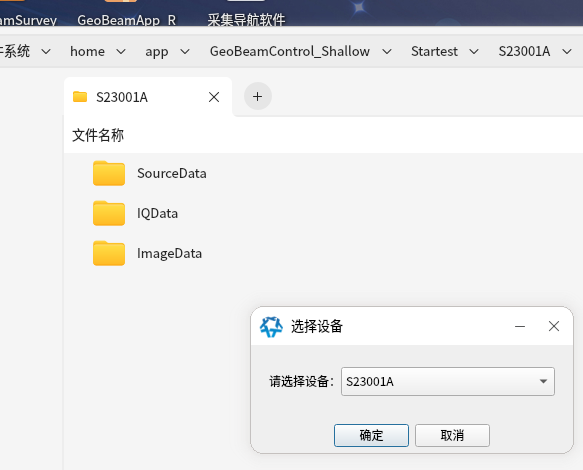 amSurvey GeoBeamApp_R 采集导航软件
件系统 home app GeoBeamControl_Shallow Startest S23001A
S23001A
文件名称
SourceData
IQData
ImageData
选择设备
请选择设备： S23001A
确定 取消